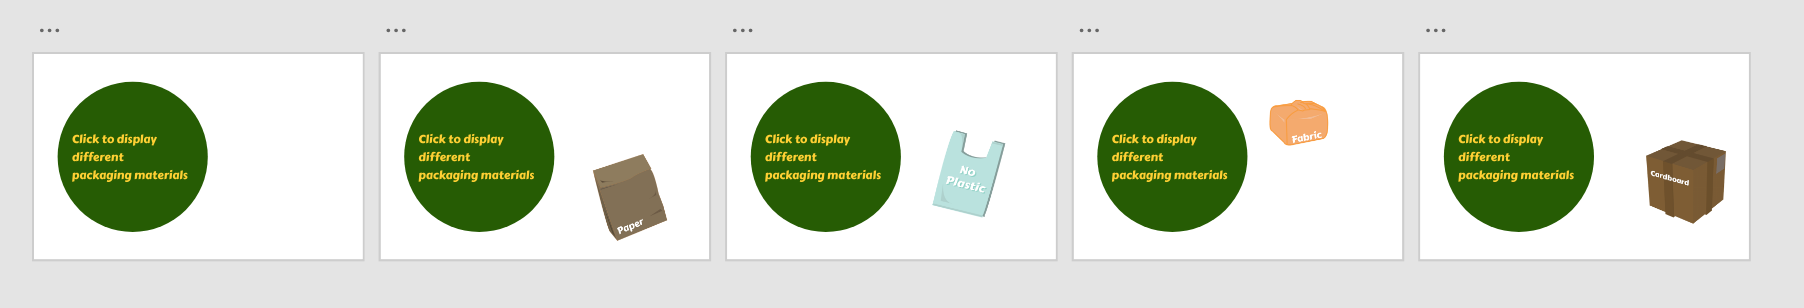 ...
...
...
...
...
Click to display
different
packaging materials
Click to display
different
packaging materials
Paper
Click to display
different
packaging materials
No
Plastic
Click to display
different
packaging materials
Fabric
Click to display
different
packaging materials
Cardboard